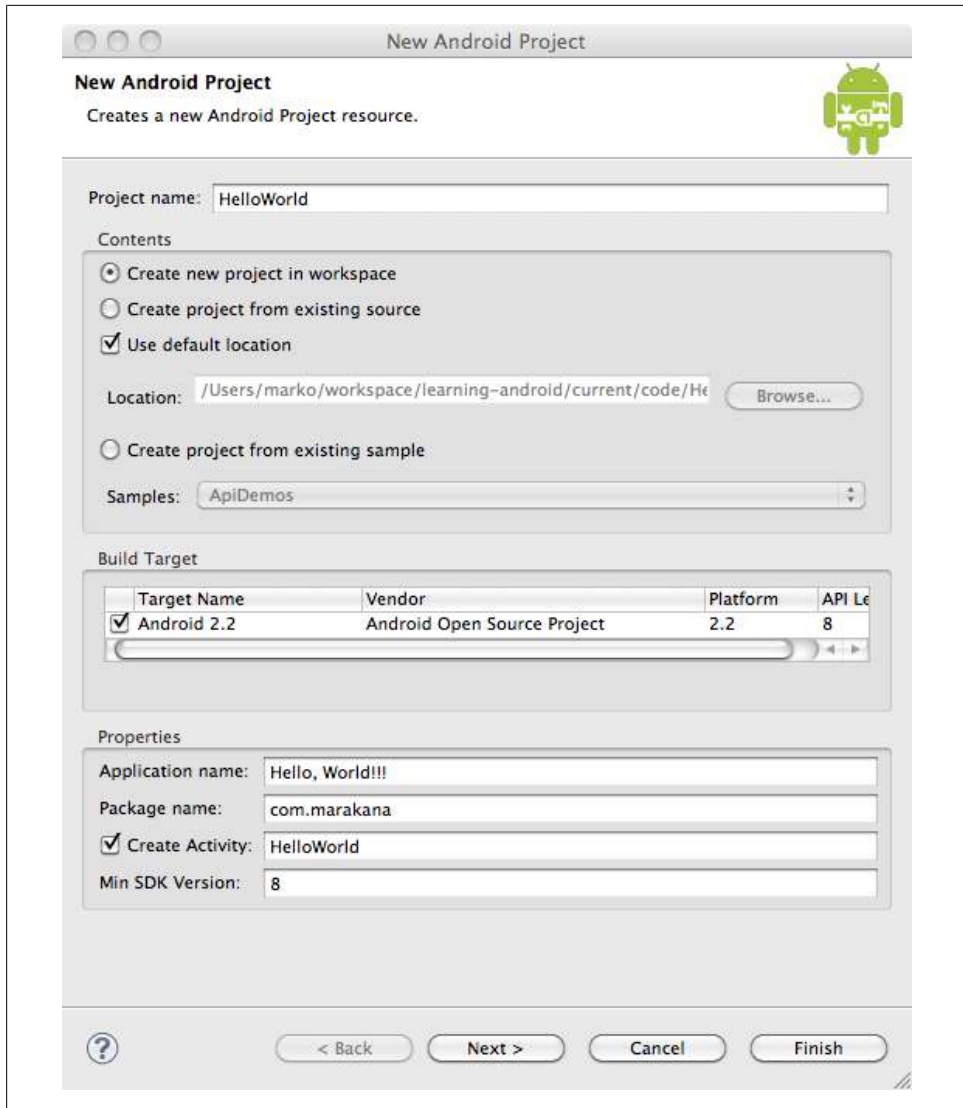 New Android Project
New Android Project
Creates a new Android Project resource.
Project name: HelloWorld
Contents
Create new project in workspace
Create project from existing source
Use default location
Location: /Users/marko/workspace/learning-android/current/code/He Browse...
Create project from existing sample
Samples: ApiDemos
Build Target
Target Name Vendor Platform API Le
Android 2.2 Android Open Source Project 2.2 8
Properties
Application name: Hello, World!!!
Package name: com.marakana
Create Activity: HelloWorld
Min SDK Version: 8
? < Back Next > Cancel Finish